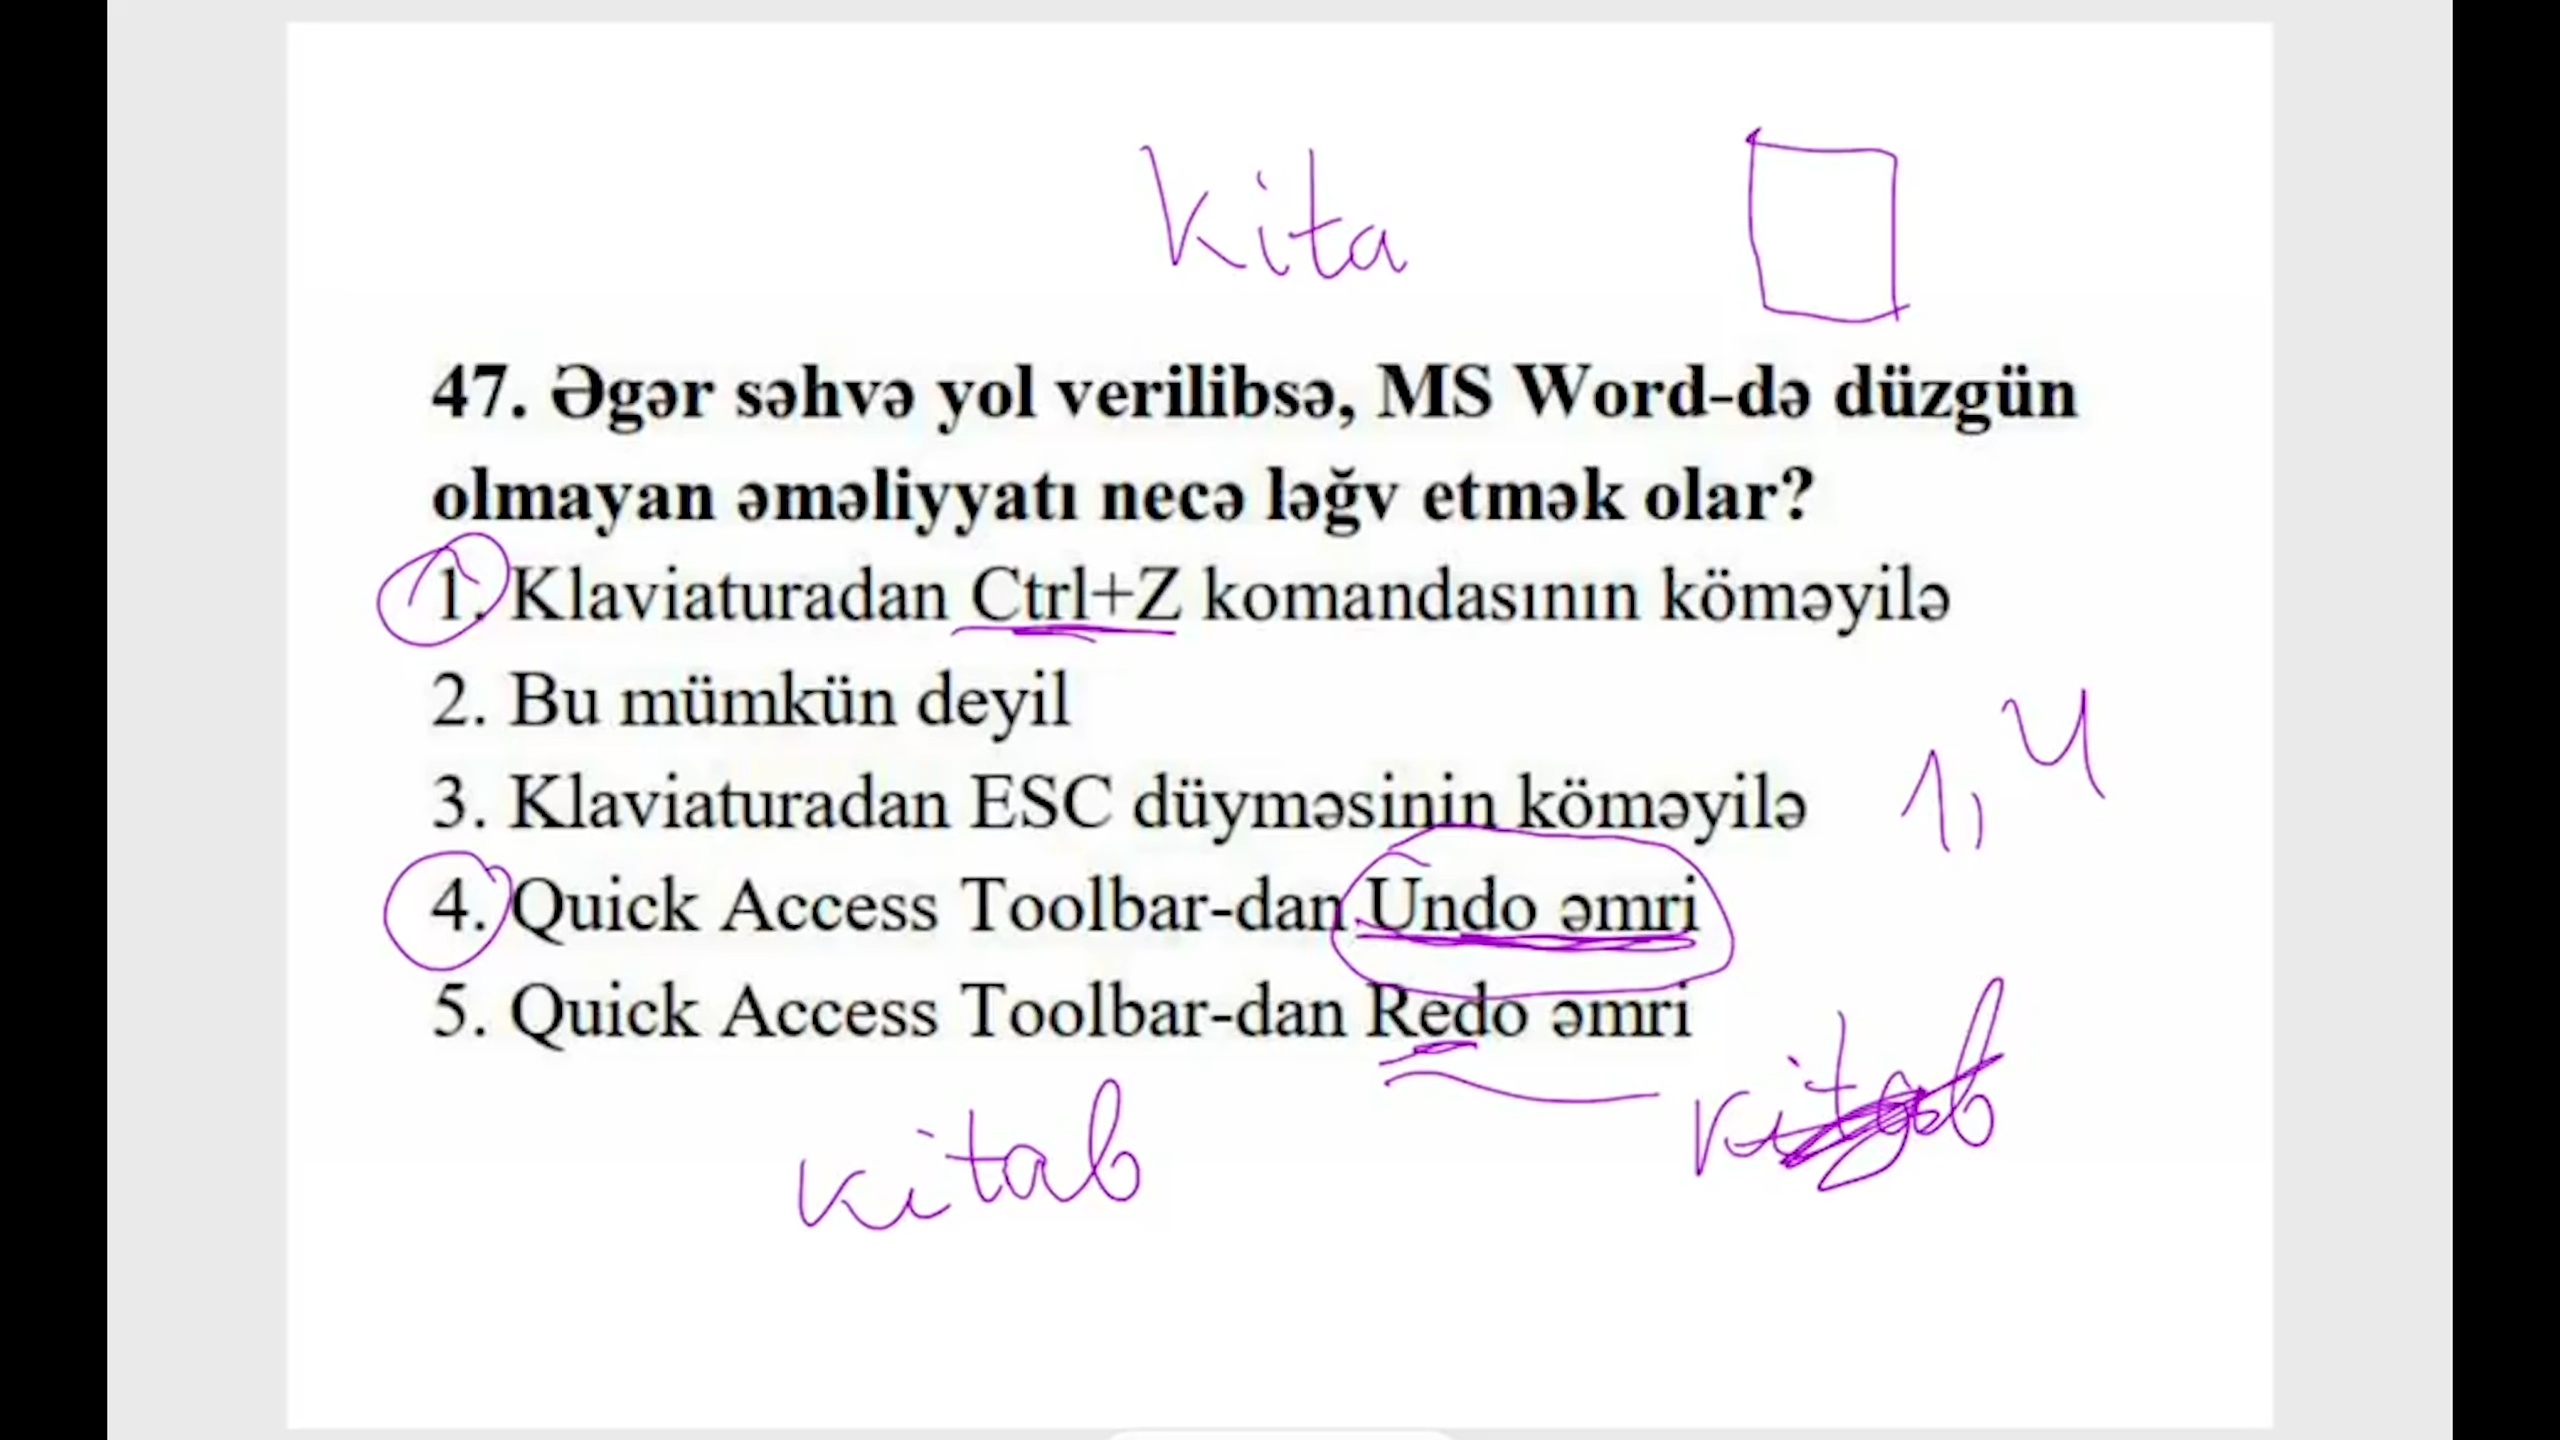 kita
47. Əgər səhvə yol verilibsə, MS Word-də düzgün
olmayan əməliyyatı necə ləğv etmək olar?
1. Klaviaturadan Ctrl+Z komandasının köməyilə
2. Bu mümkün deyil
3. Klaviaturadan ESC düyməsinin köməyilə
1,4
4. Quick Access Toolbar-dan Undo əmri
5. Quick Access Toolbar-dan Redo əmri
kitab
kitab